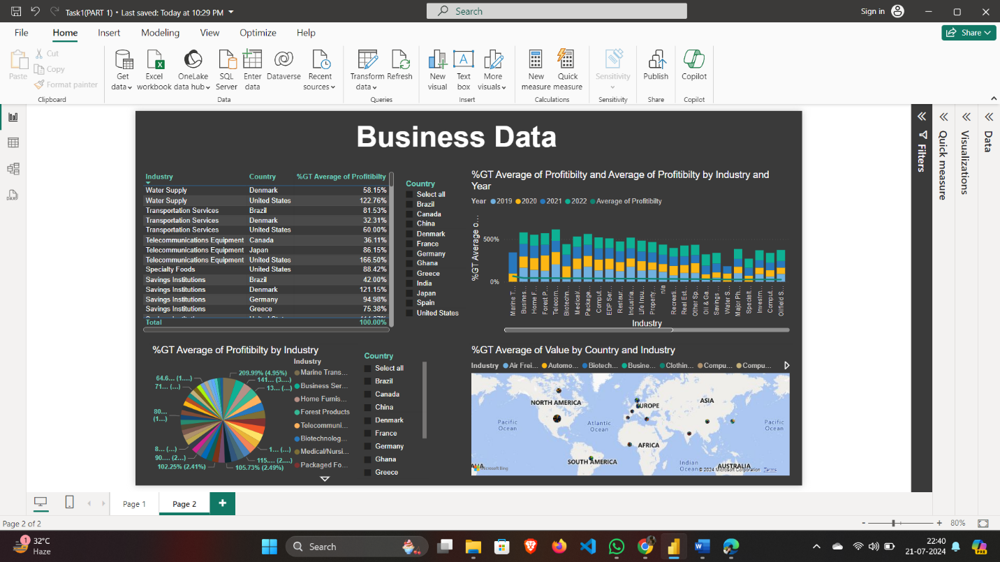 Task1(PART 1) • Last saved: Today at 10:29 PM
Search
Sign in
File Home Insert Modeling View Optimize Help
Share
Paste
Cut
Copy
Format painter
Clipboard
Get data
Excel workbook
OneLake data hub
SQL Server
Enter data
Dataverse
Recent sources
Data
Transform data
Refresh
Queries
New visual
Text box
More visuals
Insert
New measure
Quick measure
Calculations
Sensitivity
Sensitivity
Publish
Share
Copilot
Copilot
Business Data
Industry Country %GT Average of Profitibilty
Water Supply Denmark 58.15%
Water Supply United States 122.76%
Transportation Services Brazil 81.53%
Transportation Services Denmark 32.31%
Transportation Services United States 60.00%
Telecommunications Equipment Canada 36.11%
Telecommunications Equipment Japan 86.15%
Telecommunications Equipment United States 166.50%
Specialty Foods United States 88.42%
Savings Institutions Brazil 42.00%
Savings Institutions Denmark 121.15%
Savings Institutions Germany 94.98%
Savings Institutions Greece 75.38%
Total 100.00%
Country
Select all
Brazil
Canada
China
Denmark
France
Germany
Ghana
Greece
India
Japan
Spain
United States
%GT Average of Profitibilty and Average of Profitibilty by Industry and
Year
Year 2019 2020 2021 2022 Average of Profitibilty
%GT Average o...
500%
0%
Marine T...
Busines...
Home F...
Forest P...
Telecom...
Biotechn...
Medical/...
Package...
Comput...
EDP Ser...
Restaur...
Industria...
Life Insu...
Property...
n/a
Recreati...
Real Est...
Other Sp...
Oil & Ga...
Savings ...
Water S...
Major Ph...
Specialt...
Investm...
Comput...
Oilfield S...
Industry
%GT Average of Profitibilty by Industry
209.99% (4.95%)
141... (3....)
13... (...)
1... (...)
115.... (2....)
105.73% (2.49%)
102.25% (2.41%)
90.... (2...)
8... (...)
80...
(1...)
71... (...)
64.6... (1....)
Industry
Marine Trans...
Business Ser...
Home Furnis...
Forest Products
Telecommuni...
Biotechnolog...
Medical/Nursi...
Packaged Fo...
Country
Select all
Brazil
Canada
China
Denmark
France
Germany
Ghana
Greece
%GT Average of Value by Country and Industry
Industry Air Frei... Automo... Biotech... Busine... Clothin... Compu... Compu...
NORTH AMERICA
EUROPE
ASIA
Pacific
Ocean
Atlantic
Ocean
Pacific
Ocean
AFRICA
SOUTH AMERICA
Indian
Ocean
AUSTRALIA
Microsoft Bing
© 2024 Microsoft Corporation Terms
Filters
Quick measure
Visualizations
Data
Page 1
Page 2
Page 2 of 2
80%
1
32°C
Haze
Search
22:40
21-07-2024
PRE